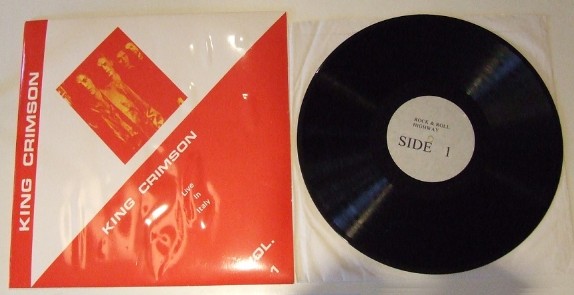 KING CRIMSON
KING CRIMSON
Live
In
Italy
VOL.
1
ROCK & ROLL
HIGHWAY
SIDE 1